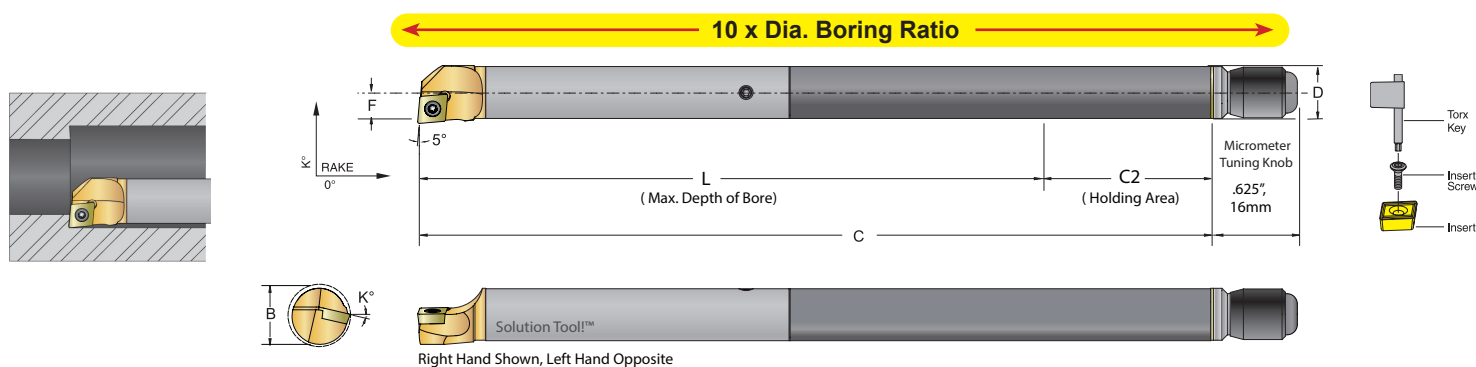 10 x Dia. Boring Ratio
F
D
5°
K°
RAKE
0°
L
( Max. Depth of Bore)
C2
( Holding Area)
Micrometer
Tuning Knob
.625”,
16mm
C
Torx
Key
Insert
Screw
Insert
B
K°
Solution Tool!™
Right Hand Shown, Left Hand Opposite